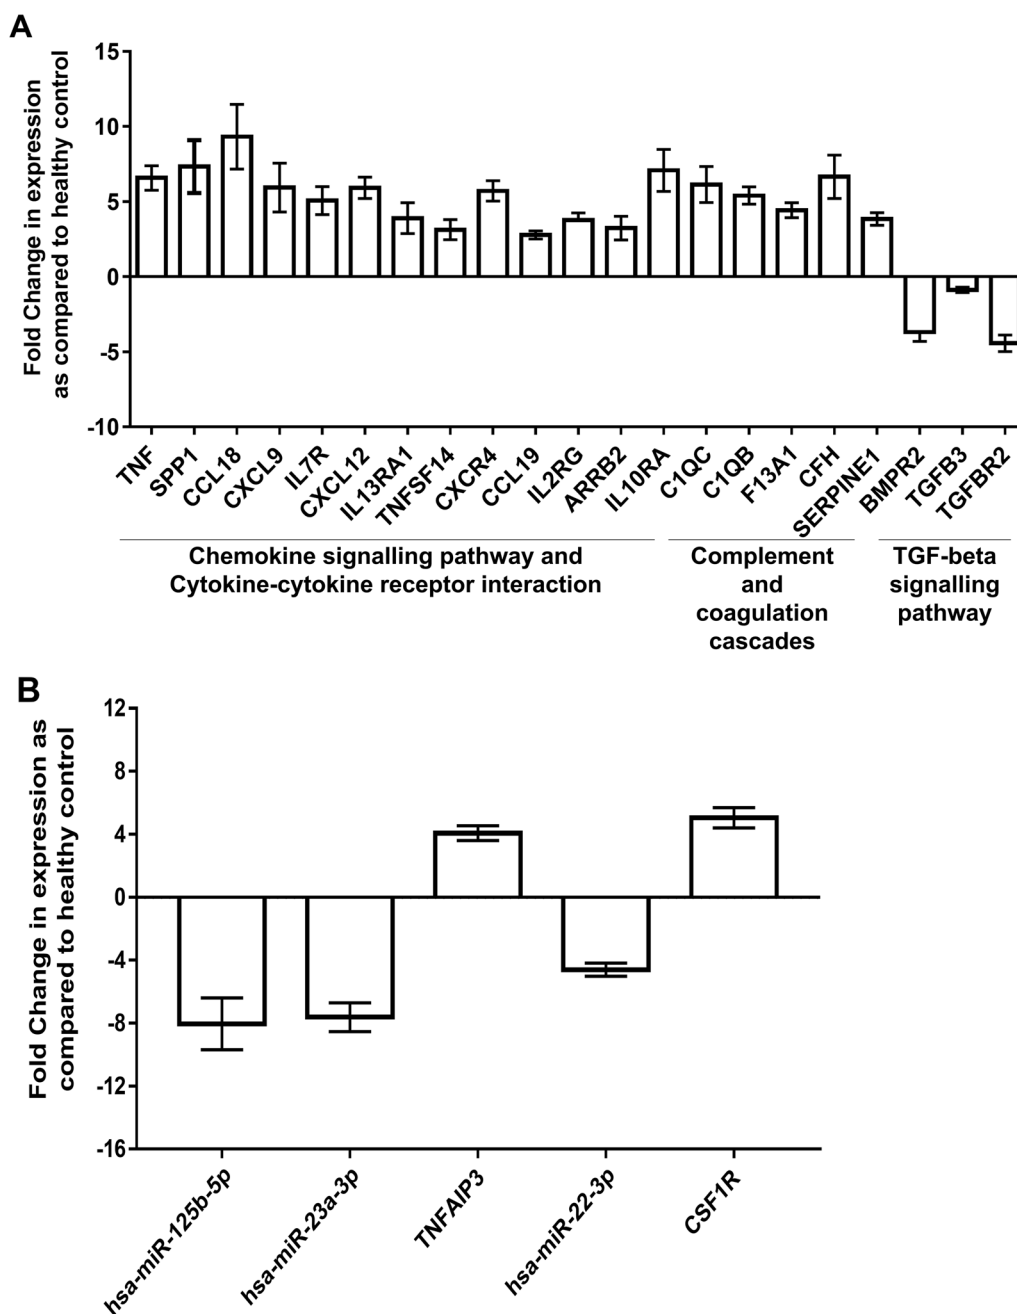 A
Fold Change in expression
as compared to healthy control
15
10
5
0
-5
-10
TNF
SPP1
CCL18
CXCL9
IL7R
CXCL12
IL13RA1
TNFSF14
CXCR4
CCL19
IL2RG
ARRB2
IL10RA
C1QC
C1QB
F13A1
CFH
SERPINE1
BMPR2
TGFB3
TGFBR2
Chemokine signalling pathway and
Cytokine-cytokine receptor interaction
Complement
and
coagulation
cascades
TGF-beta
signalling
pathway
B
Fold Change in expression as
compared to healthy control
12
8
4
0
-4
-8
-12
-16
hsa-miR-125b-5p
hsa-miR-23a-3p
TNFAIP3
hsa-miR-22-3p
CSF1R